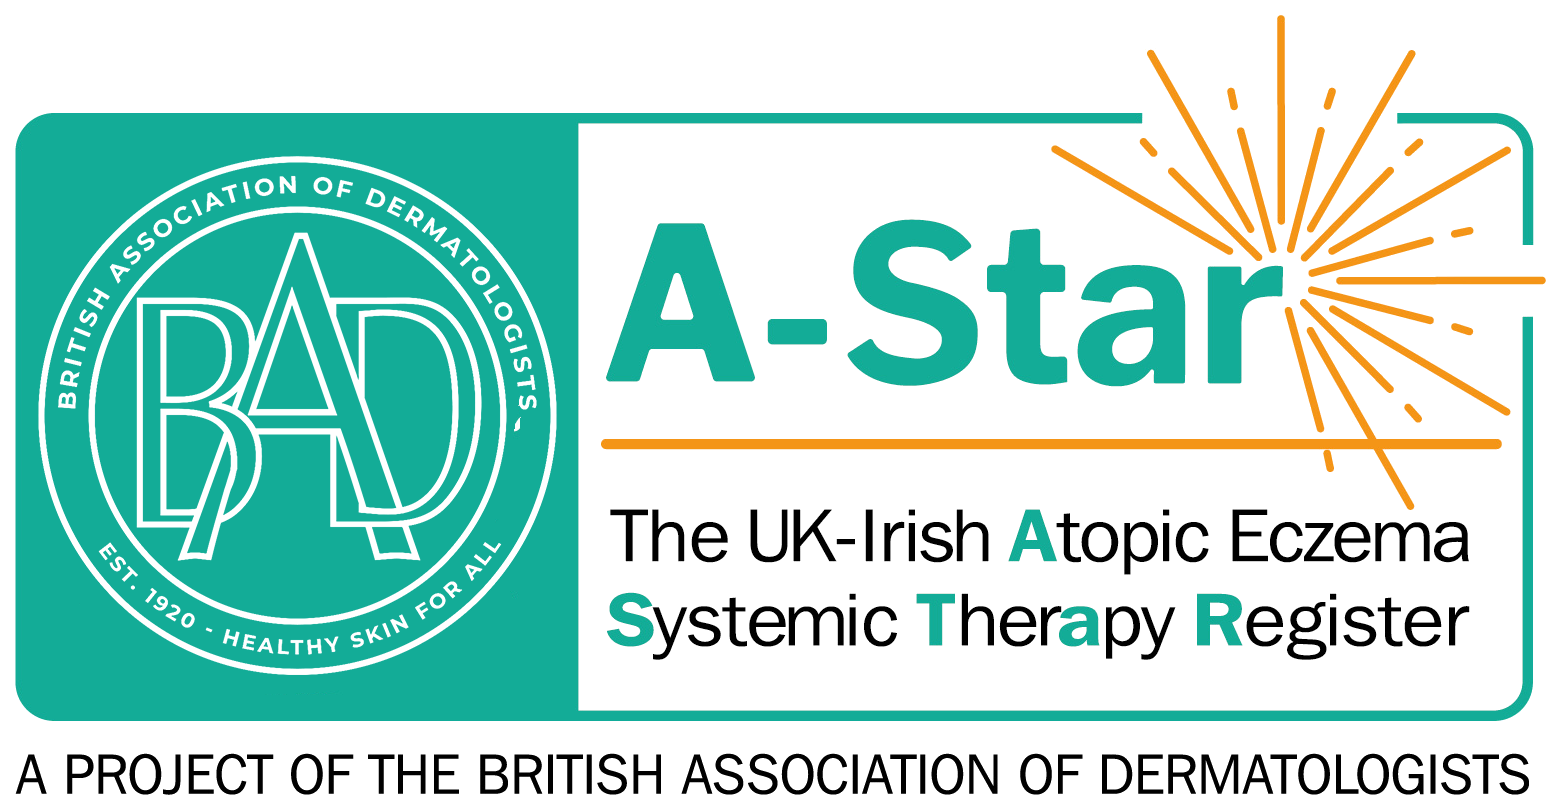 BRITISH ASSOCIATION OF DERMATOLOGISTS
BAD
EST. 1920 - HEALTHY SKIN FOR ALL
A-Star
The UK-Irish Atopic Eczema
Systemic Therapy Register
A PROJECT OF THE BRITISH ASSOCIATION OF DERMATOLOGISTS